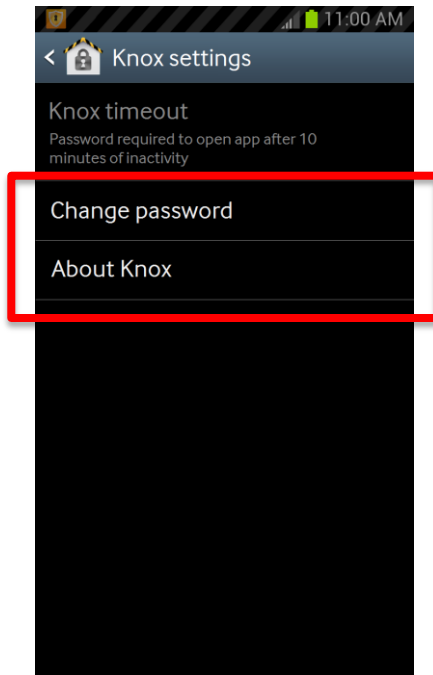 11:00 AM
< Knox settings
Knox timeout
Password required to open app after 10
minutes of inactivity
Change password
About Knox